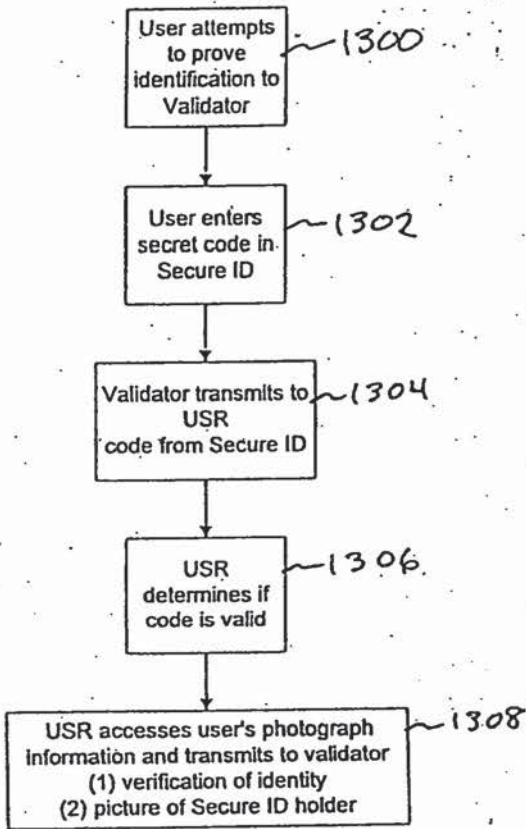 User attempts
to prove
identification to
Validator
1300
User enters
secret code in
Secure ID
1302
Validator transmits to
USR
code from Secure ID
1304
USR
determines if
code is valid
1306
USR accesses user's photograph
information and transmits to validator
(1) verification of identity
(2) picture of Secure ID holder
1308